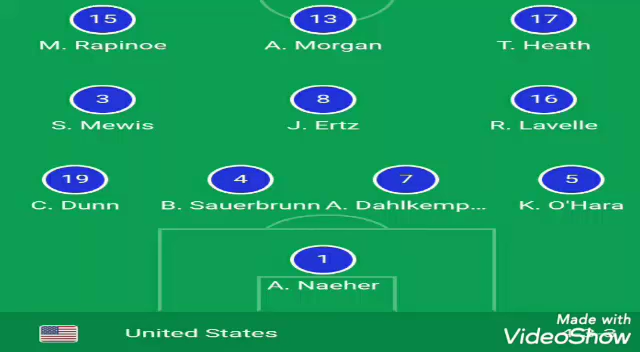 15 13 17
M. Rapinoe A. Morgan T. Heath
3 8 16
S. Mewis J. Ertz R. Lavelle
19 4 7 5
C. Dunn B. Sauerbrunn A. Dahlkemp... K. O'Hara
1
A. Naeher
Made with
United States VideoShow